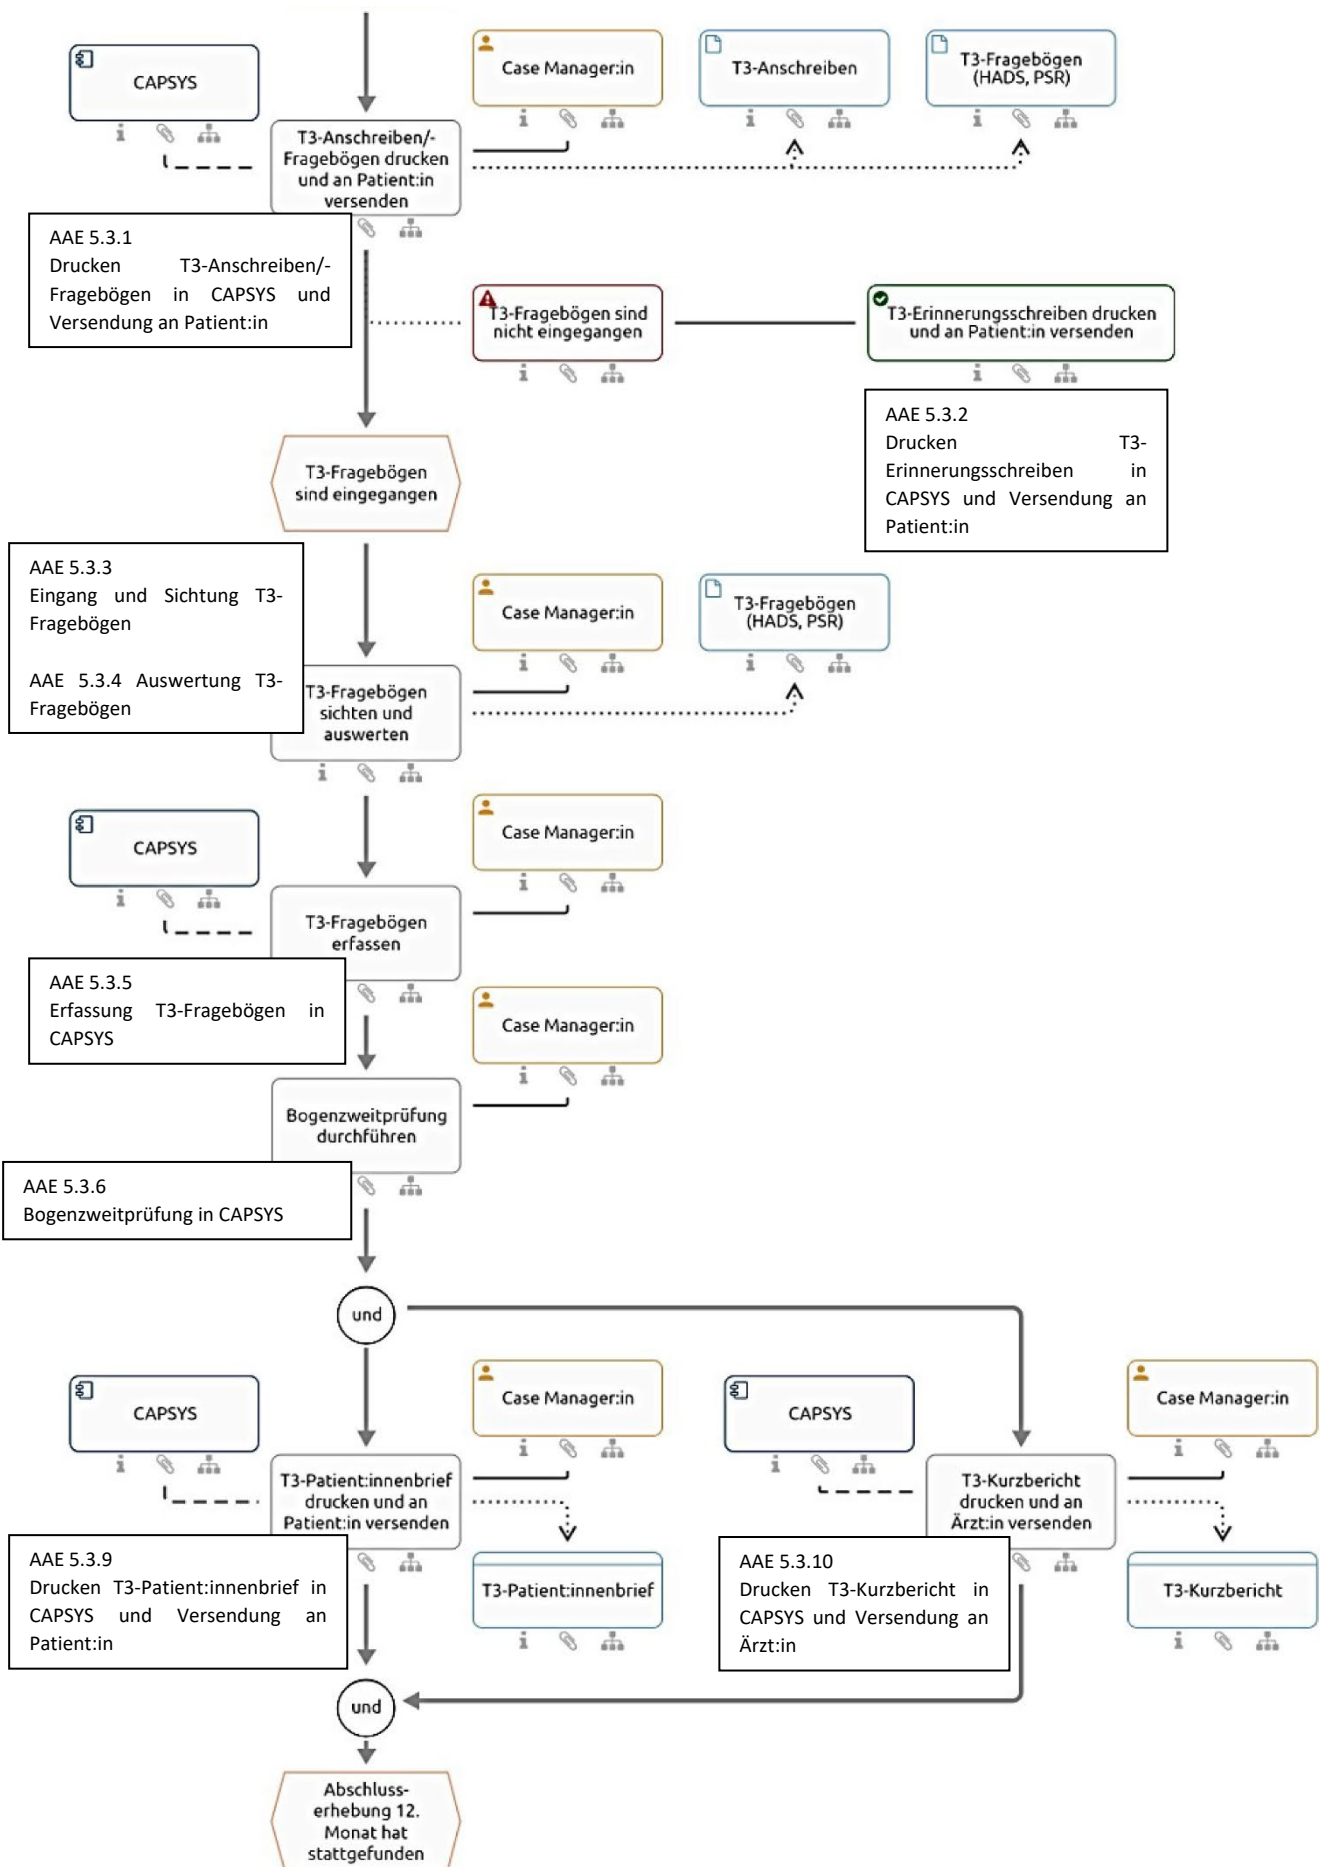 CAPSYS
Case Manager:in
T3-Anschreiben
T3-Fragebögen
(HADS, PSR)
T3-Anschreiben/-
Fragebögen drucken
und an Patient:in
versenden
AAE 5.3.1
Drucken T3-Anschreiben/-
Fragebögen in CAPSYS und
Versendung an Patient:in
T3-Fragebögen sind
nicht eingegangen
T3-Erinnerungsschreiben drucken
und an Patient:in versenden
AAE 5.3.2
Drucken T3-
Erinnerungsschreiben in
CAPSYS und Versendung an
Patient:in
T3-Fragebögen
sind eingegangen
AAE 5.3.3
Eingang und Sichtung T3-
Fragebögen
AAE 5.3.4 Auswertung T3-
Fragebögen
Case Manager:in
T3-Fragebögen
(HADS, PSR)
T3-Fragebögen
sichten und
auswerten
CAPSYS
Case Manager:in
T3-Fragebögen
erfassen
AAE 5.3.5
Erfassung T3-Fragebögen in
CAPSYS
Case Manager:in
Bogenzweitprüfung
durchführen
AAE 5.3.6
Bogenzweitprüfung in CAPSYS
und
CAPSYS
Case Manager:in
CAPSYS
Case Manager:in
T3-Patient:innenbrief
drucken und an
Patient:in versenden
T3-Kurzbericht
drucken und an
Ärzt:in versenden
AAE 5.3.9
Drucken T3-Patient:innenbrief in
CAPSYS und Versendung an
Patient:in
T3-Patient:innenbrief
AAE 5.3.10
Drucken T3-Kurzbericht in
CAPSYS und Versendung an
Ärzt:in
T3-Kurzbericht
und
Abschluss-
erhebung 12.
Monat hat
stattgefunden